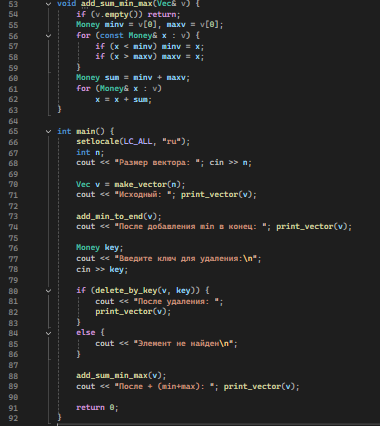 53 void add_sum_min_max(Vec& v) {
54 if (v.empty()) return;
55 Money minv = v[0], maxv = v[0];
56 for (const Money& x : v) {
57 if (x < minv) minv = x;
58 if (x > maxv) maxv = x;
59 }
60 Money sum = minv + maxv;
61 for (Money& x : v)
62 x = x + sum;
63 }
64
65 int main() {
66 setlocale(LC_ALL, "ru");
67 int n;
68 cout << "Размер вектора: "; cin >> n;
69
70 Vec v = make_vector(n);
71 cout << "Исходный: "; print_vector(v);
72
73 add_min_to_end(v);
74 cout << "После добавления min в конец: "; print_vector(v);
75
76 Money key;
77 cout << "Введите ключ для удаления:\n";
78 cin >> key;
79
80 if (delete_by_key(v, key)) {
81 cout << "После удаления: ";
82 print_vector(v);
83 }
84 else {
85 cout << "Элемент не найден\n";
86 }
87
88 add_sum_min_max(v);
89 cout << "После + (min+max): "; print_vector(v);
90
91 return 0;
92 }